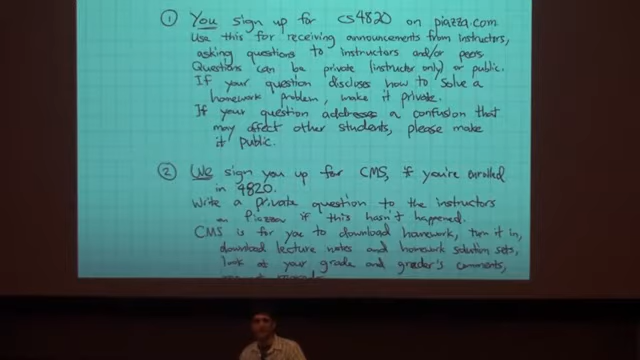 ① You sign up for cs4820 on piazza.com.
Use this for receiving announcements from instructors,
asking questions to instructors and/or peers.
Questions can be private (instructor only) or public.
If your question discloses how to solve a
homework problem, make it private.
If your question addresses a confusion that
may affect other students, please make
it public.
② We sign you up for CMS, if you're enrolled
in 4820.
Write a private question to the instructors
on Piazza if this hasn't happened.
CMS is for you to download homework, turn it in,
download lecture notes and homework solution sets,
look at your grade and grader's comments,